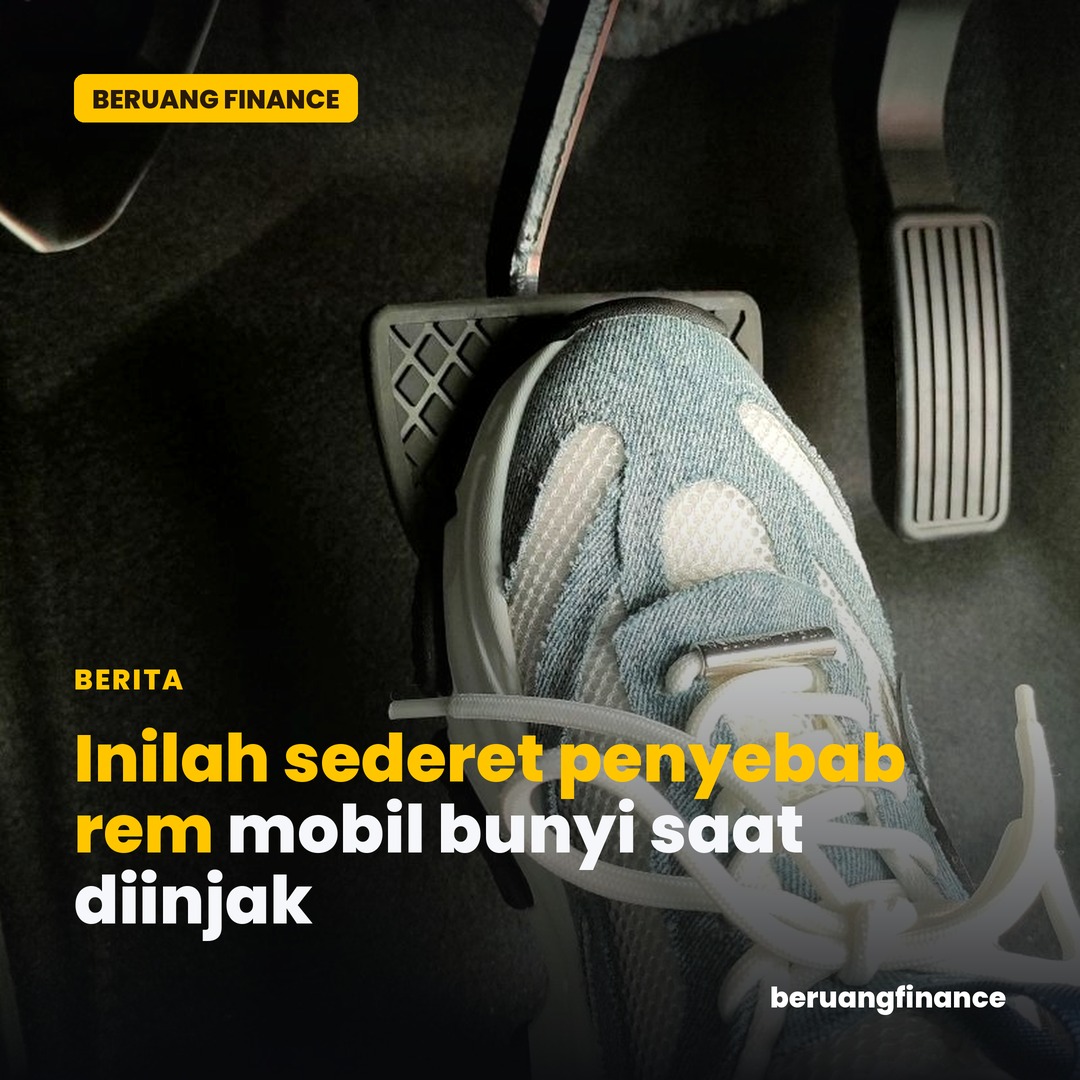 BERUANG FINANCE
BERITA
Inilah sederet penyebab
rem mobil bunyi saat
diinjak
beruangfinance